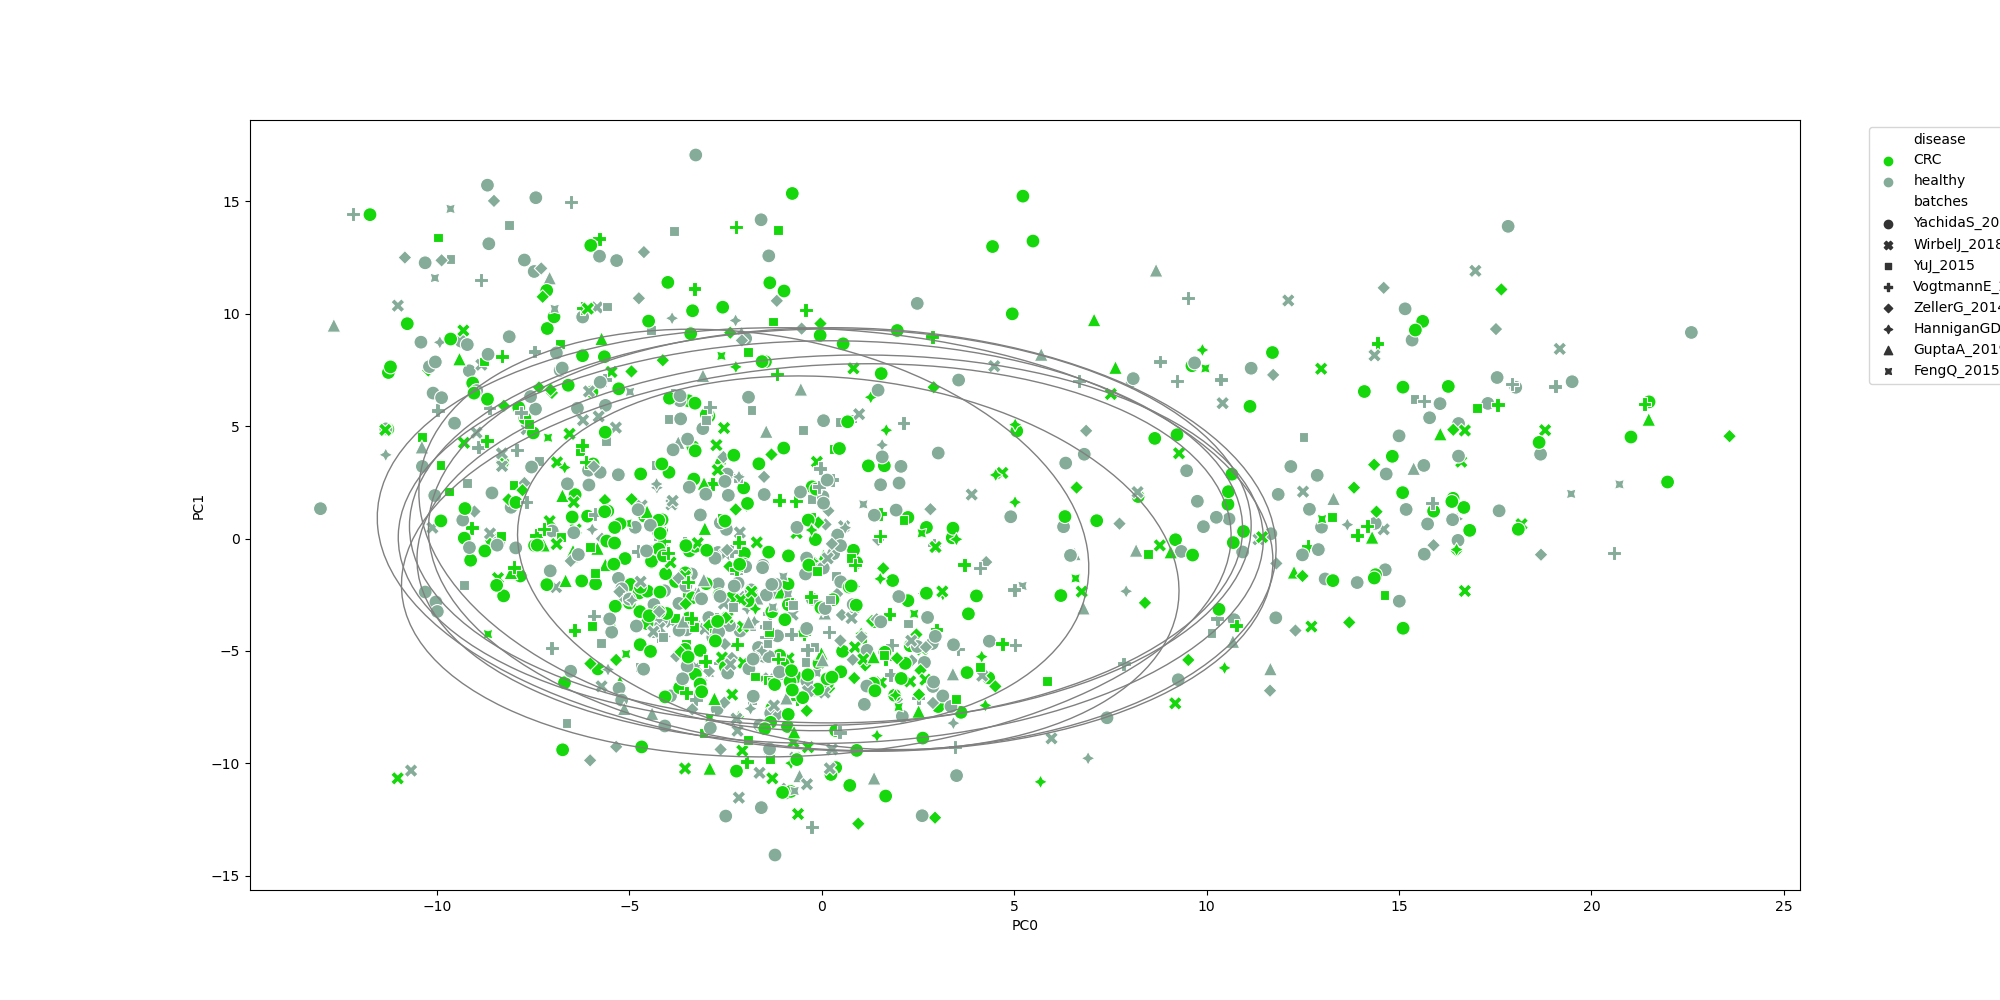 disease
CRC
healthy
batches
YachidaS_20
WirbelJ_2018
YuJ_2015
VogtmannE_
ZellerG_2014
HanniganGD
GuptaA_201
FengQ_2015
15
10
5
0
−5
−10
−15
PC1
−10 −5 0 5 10 15 20 25
PC0